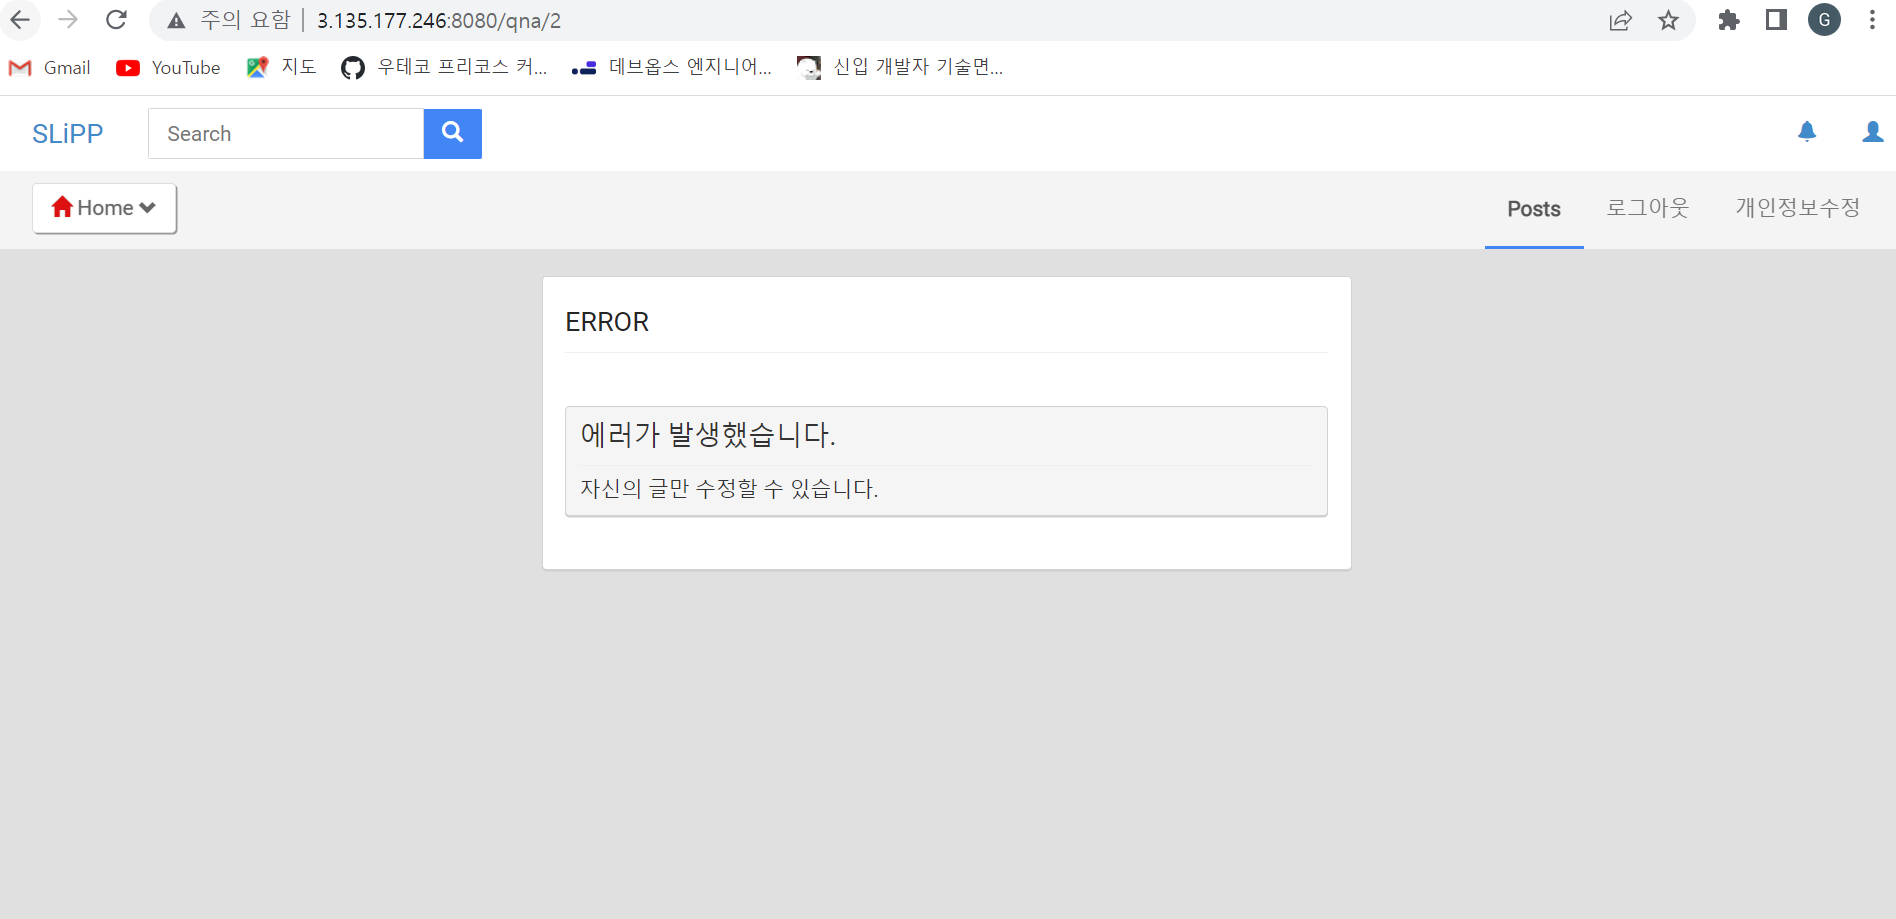 주의 요함 | 3.135.177.246:8080/qna/2
G
Gmail YouTube 지도 우테코 프리코스 커... 데브옵스 엔지니어... 신입 개발자 기술면...
SLiPP Search
Home Posts 로그아웃 개인정보수정
ERROR
에러가 발생했습니다.
자신의 글만 수정할 수 있습니다.